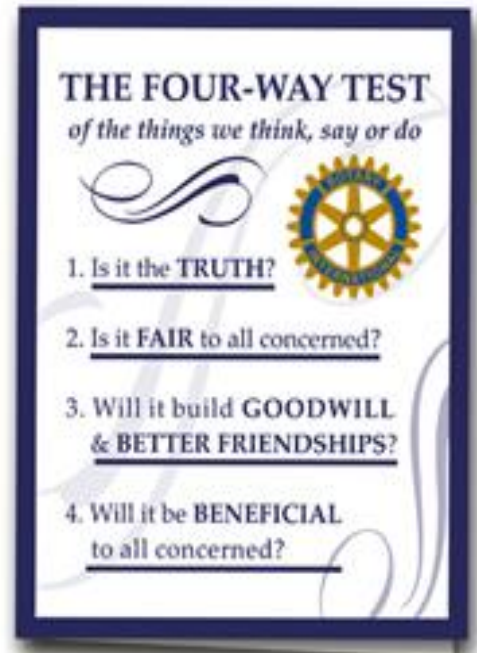 THE FOUR-WAY TEST
of the things we think, say or do
ROTARY
INTERNATIONAL
1. Is it the TRUTH?
2. Is it FAIR to all concerned?
3. Will it build GOODWILL
& BETTER FRIENDSHIPS?
4. Will it be BENEFICIAL
to all concerned?